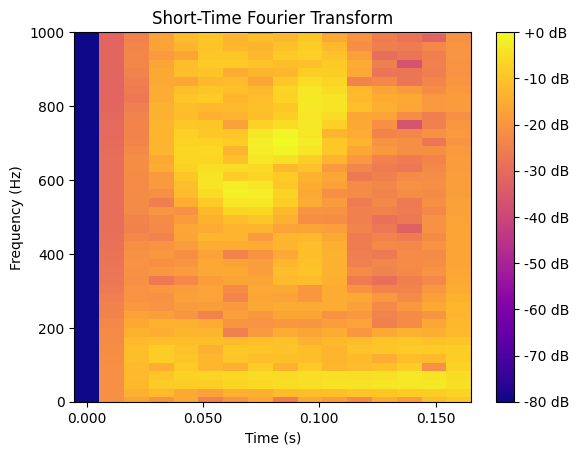 Short-Time Fourier Transform
1000
800
600
400
200
0
Frequency (Hz)
0.000
0.050
0.100
0.150
Time (s)
+0 dB
-10 dB
-20 dB
-30 dB
-40 dB
-50 dB
-60 dB
-70 dB
-80 dB